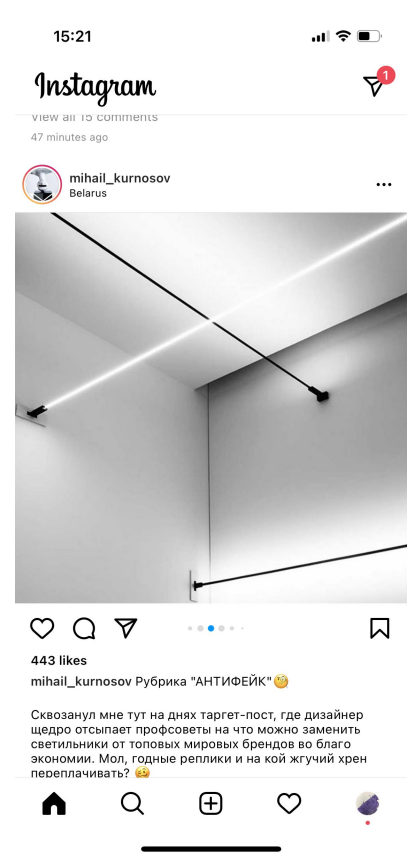 15:21
Instagram
1
View all 15 comments
47 minutes ago
mihail_kurnosov
Belarus
443 likes
mihail_kurnosov Рубрика "АНТИФЕЙК"🧐
Сквозанул мне тут на днях таргет-пост, где дизайнер
щедро отсыпает профсоветы на что можно заменить
светильники от топовых мировых брендов во благо
экономии. Мол, годные реплики и на кой жгучий хрен
переплачивать? 🥴